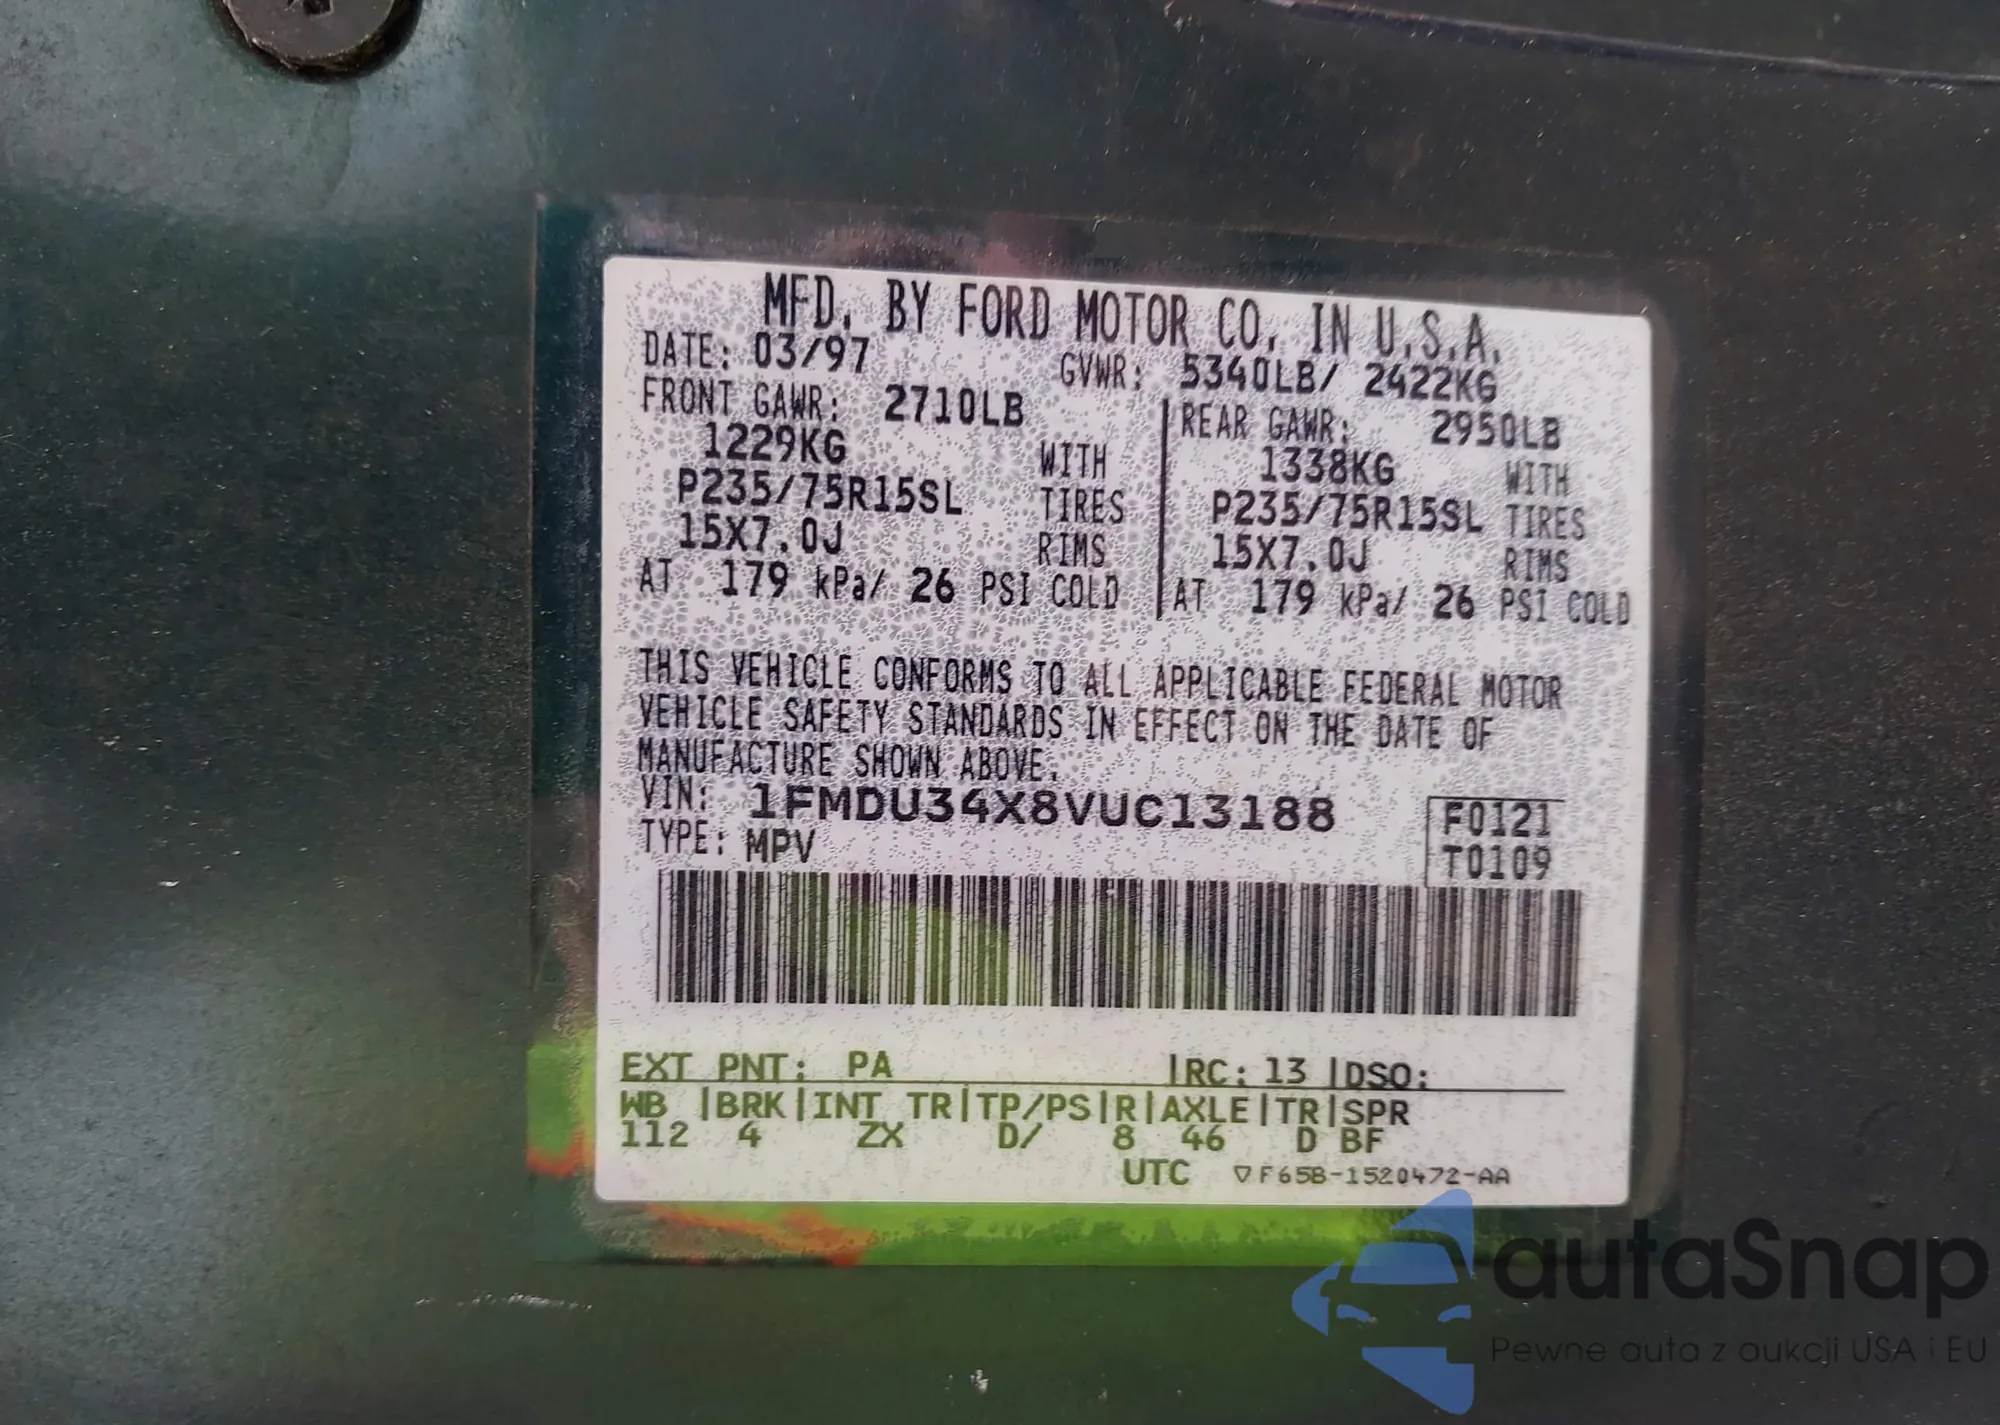 MFD. BY FORD MOTOR CO. IN U.S.A.
DATE: 03/97 GVWR: 5340LB/ 2422KG
FRONT GAWR: 2710LB REAR GAWR: 2950LB
1229KG WITH 1338KG WITH
P235/75R15SL TIRES P235/75R15SL TIRES
15X7.0J RIMS 15X7.0J RIMS
AT 179 kPa/ 26 PSI COLD AT 179 kPa/ 26 PSI COLD
THIS VEHICLE CONFORMS TO ALL APPLICABLE FEDERAL MOTOR
VEHICLE SAFETY STANDARDS IN EFFECT ON THE DATE OF
MANUFACTURE SHOWN ABOVE.
VIN: 1FMDU34X8VUC13188 F0121
TYPE: MPV T0109
EXT PNT: PA |RC: 13 |DSO:
WB |BRK|INT TR|TP/PS|R|AXLE|TR|SPR
112 4 ZX D/ 8 46 D BF
UTC ▽F65B-1520472-AA
autaSnap
Pewne auta z aukcji USA i EU